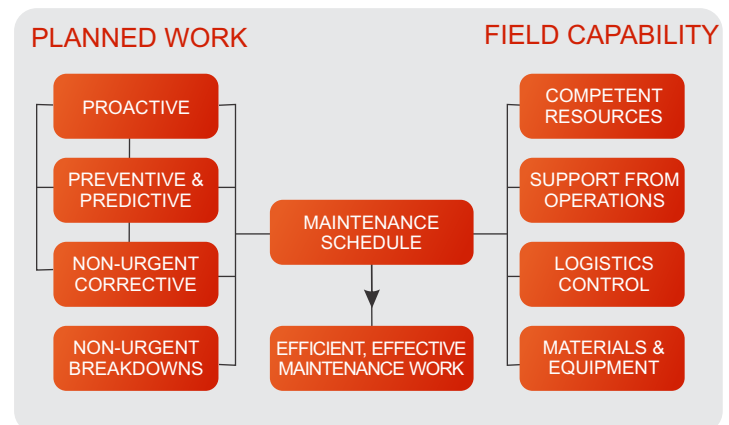 PLANNED WORK
PROACTIVE
PREVENTIVE &
PREDICTIVE
NON-URGENT
CORRECTIVE
NON-URGENT
BREAKDOWNS
MAINTENANCE
SCHEDULE
EFFICIENT, EFFECTIVE
MAINTENANCE WORK
FIELD CAPABILITY
COMPETENT
RESOURCES
SUPPORT FROM
OPERATIONS
LOGISTICS
CONTROL
MATERIALS &
EQUIPMENT